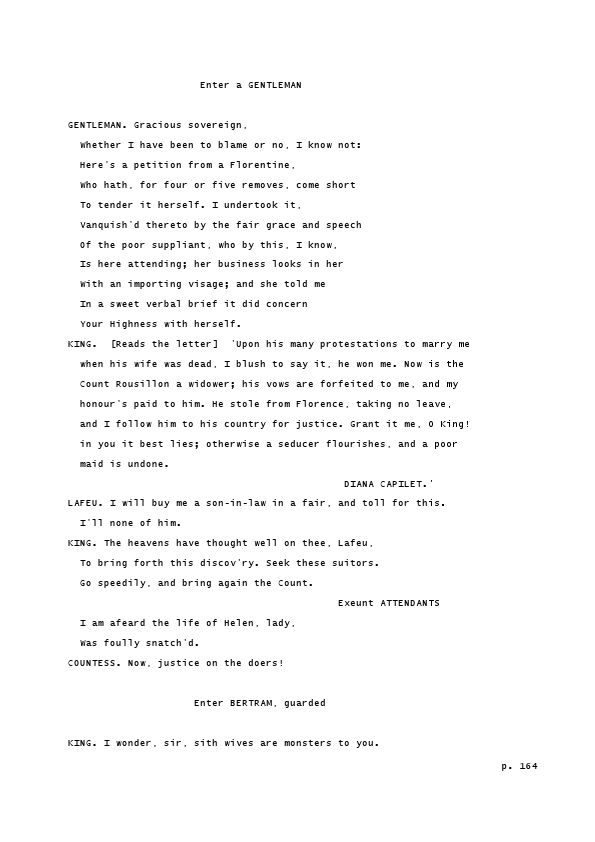 Enter a GENTLEMAN
GENTLEMAN. Gracious sovereign,
Whether I have been to blame or no, I know not:
Here's a petition from a Florentine,
Who hath, for four or five removes, come short
To tender it herself. I undertook it,
Vanquish'd thereto by the fair grace and speech
Of the poor suppliant, who by this, I know,
Is here attending; her business looks in her
With an importing visage; and she told me
In a sweet verbal brief it did concern
Your Highness with herself.
KING. [Reads the letter] 'Upon his many protestations to marry me
when his wife was dead, I blush to say it, he won me. Now is the
Count Rousillon a widower; his vows are forfeited to me, and my
honour's paid to him. He stole from Florence, taking no leave,
and I follow him to his country for justice. Grant it me, O King!
in you it best lies; otherwise a seducer flourishes, and a poor
maid is undone.
DIANA CAPILET.'
LAFEU. I will buy me a son-in-law in a fair, and toll for this.
I'll none of him.
KING. The heavens have thought well on thee, Lafeu,
To bring forth this discov'ry. Seek these suitors.
Go speedily, and bring again the Count.
Exeunt ATTENDANTS
I am afeard the life of Helen, lady,
Was foully snatch'd.
COUNTESS. Now, justice on the doers!
Enter BERTRAM, guarded
KING. I wonder, sir, sith wives are monsters to you.
p. 164